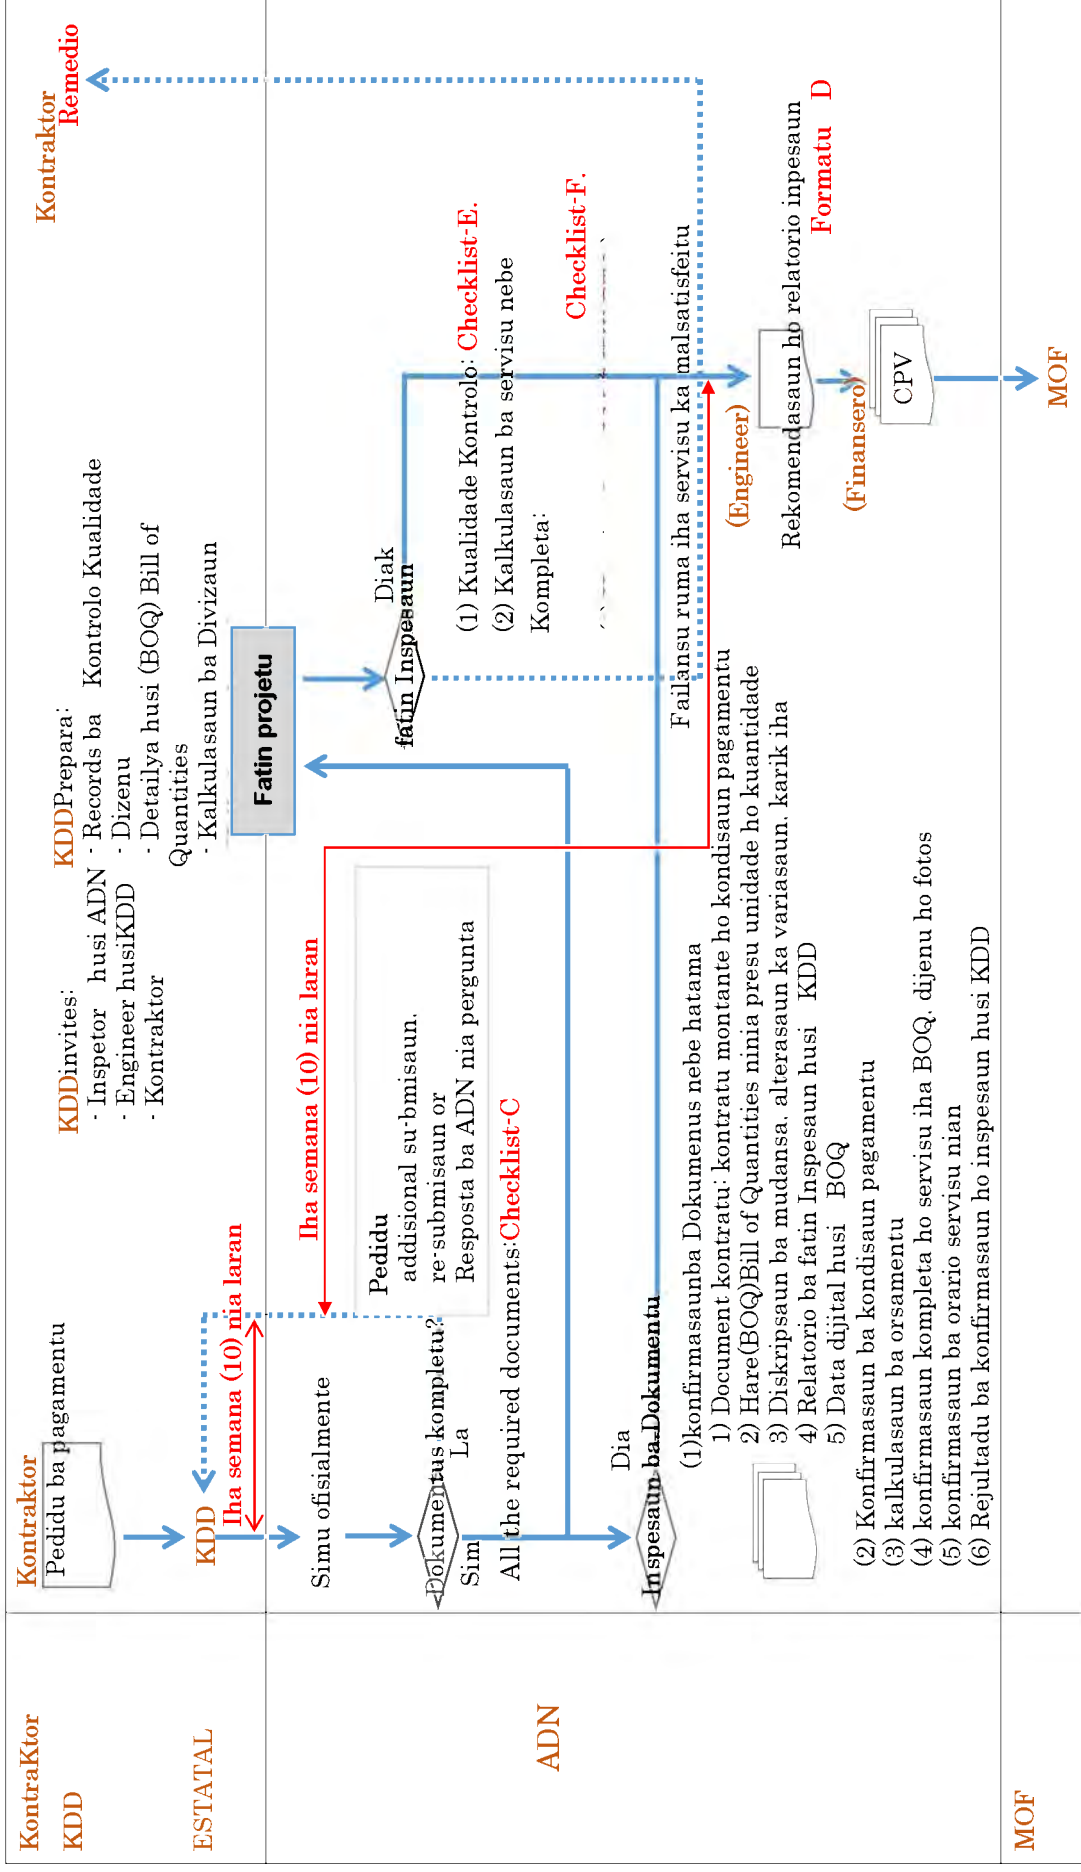 KontraKtor
KDD
ESTATAL
ADN
MOF
Kontraktor
Pedidu ba pagamentu
KDD
Iha semana (10) nia laran
Simu ofisialmente
Dokumentus kompletu?
Sim
La
All the required documents:Checklist-C
Inspesaun ba Dokumentu
Dia
KDDinvites:
- Inspetor husi ADN
- Engineer husiKDD
- Kontraktor
KDDPrepara:
- Records ba Kontrolo Kualidade
- Dizenu
- Detailya husi (BOQ) Bill of
Quantities
- Kalkulasaun ba Divizaun
Iha semana (10) nia laran
Pedidu
addisional su-bmisaun,
re-submisaun or
Resposta ba ADN nia pergunta
Fatin projetu
fatin Inspesaun
Diak
(1) Kualidade Kontrolo: Checklist-E.
(2) Kalkulasaun ba servisu nebe
Kompleta:
Checklist-F.
Failansu ruma iha servisu ka malsatisfeitu
Kontraktor
Remedio
(1)konfirmasaunba Dokumenus nebe hatama
1) Document kontratu: kontratu montante ho kondisaun pagamentu
2) Hare(BOQ)Bill of Quantities ninia presu unidade ho kuantidade
3) Diskripsaun ba mudansa, alterasaun ka variasaun, karik iha
4) Relatorio ba fatin Inspesaun husi KDD
5) Data dijital husi BOQ
(2) Konfirmasaun ba kondisaun pagamentu
(3) kalkulasaun ba orsamentu
(4) konfirmasaun kompleta ho servisu iha BOQ, dijenu ho fotos
(5) konfirmasaun ba orario servisu nian
(6) Rejultadu ba konfirmasaun ho inspesaun husi KDD
(Engineer)
Rekomendasaun ho relatorio inpesaun
Formatu D
(Finansero)
CPV
MOF